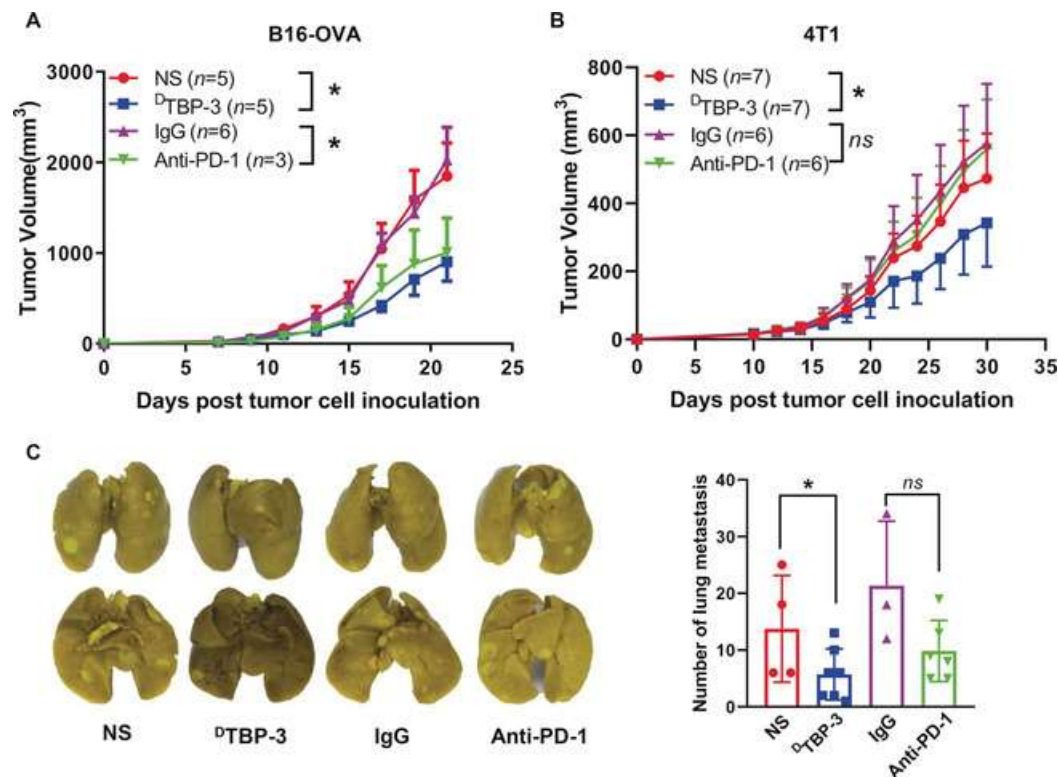 A
B16-OVA
3000
2000
1000
0
Tumor Volume(mm³)
NS (n=5)
ᴰTBP-3 (n=5)
IgG (n=6)
Anti-PD-1 (n=3)
*
*
0 5 10 15 20 25
Days post tumor cell inoculation
B
4T1
800
600
400
200
0
Tumor Volume (mm³)
NS (n=7)
ᴰTBP-3 (n=7)
IgG (n=6)
Anti-PD-1 (n=6)
*
ns
0 5 10 15 20 25 30 35
Days post tumor cell inoculation
C
NS ᴰTBP-3 IgG Anti-PD-1
Number of lung metastasis
40
30
20
10
0
*
ns
NS
ᴰTBP-3
IgG
Anti-PD-1